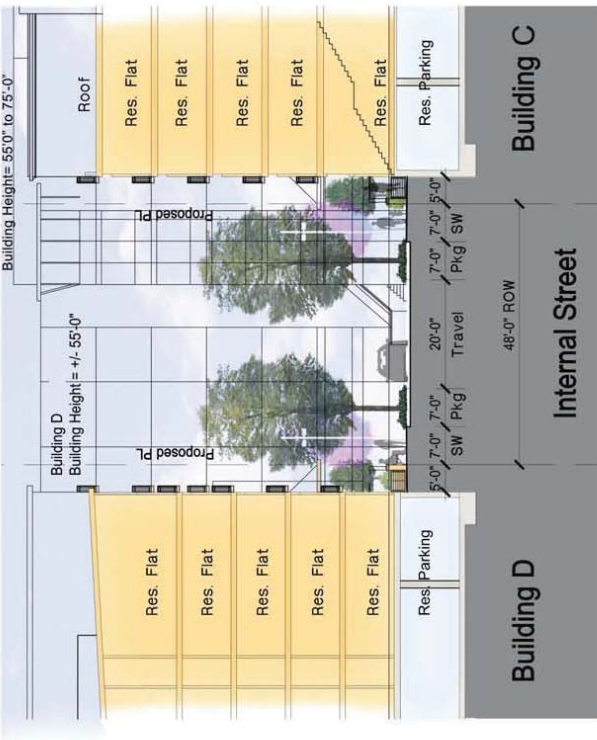 Building Height= 55'0" to 75'-0"
Building D
Building Height = +/- 55'-0"
Roof
Proposed PL
Proposed PL
Res. Flat
Res. Flat
Res. Flat
Res. Flat
Res. Flat
Res. Parking
Res. Flat
Res. Flat
Res. Flat
Res. Flat
Res. Flat
Res. Parking
5'-0" 7'-0" 7'-0" 20'-0" 7'-0" 7'-0" 5'-0"
SW Pkg Travel Pkg SW
48'-0" ROW
Building D
Internal Street
Building C